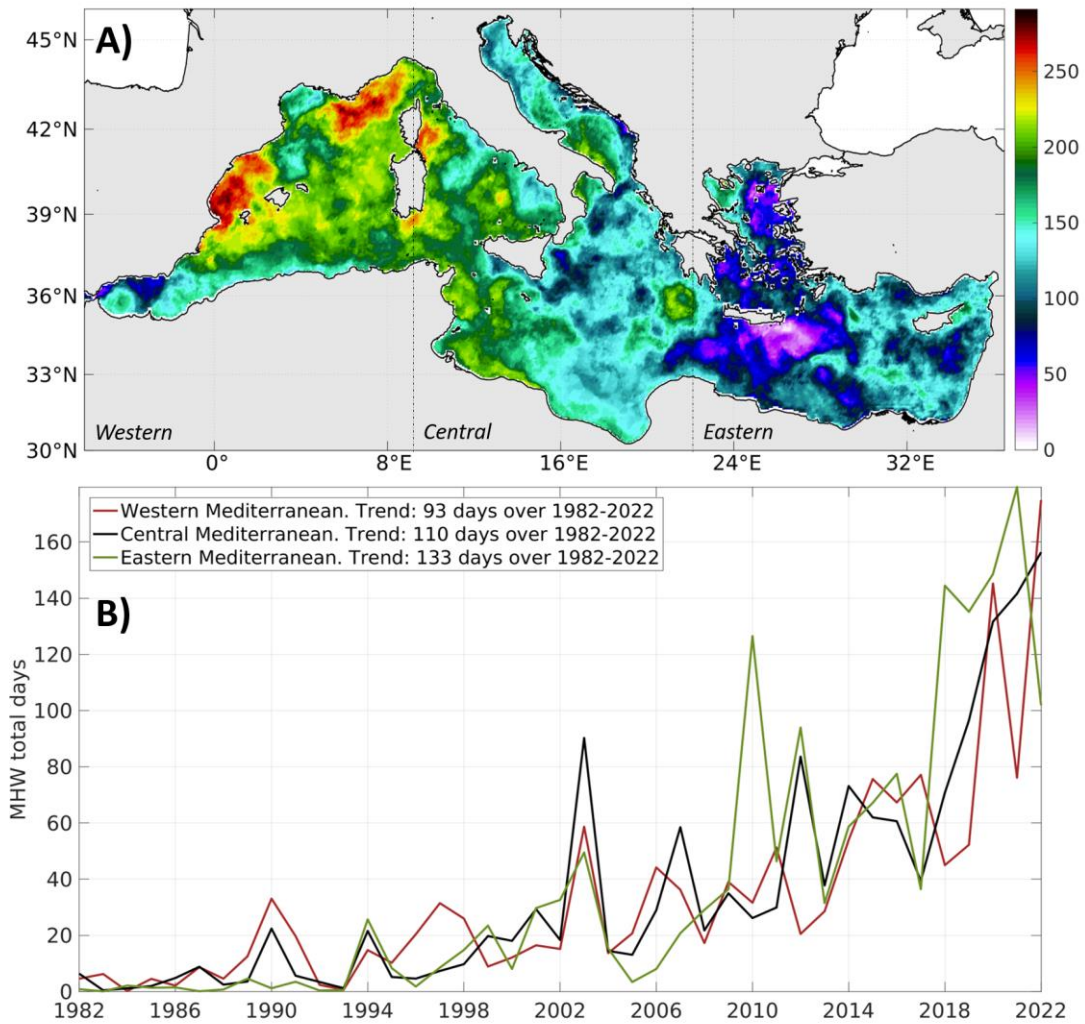 A)
45°N
42°N
39°N
36°N
33°N
30°N
Western
Central
Eastern
0°
8°E
16°E
24°E
32°E
250
200
150
100
50
0
Western Mediterranean. Trend: 93 days over 1982-2022
Central Mediterranean. Trend: 110 days over 1982-2022
Eastern Mediterranean. Trend: 133 days over 1982-2022
B)
MHW total days
160
140
120
100
80
60
40
20
0
1982 1986 1990 1994 1998 2002 2006 2010 2014 2018 2022